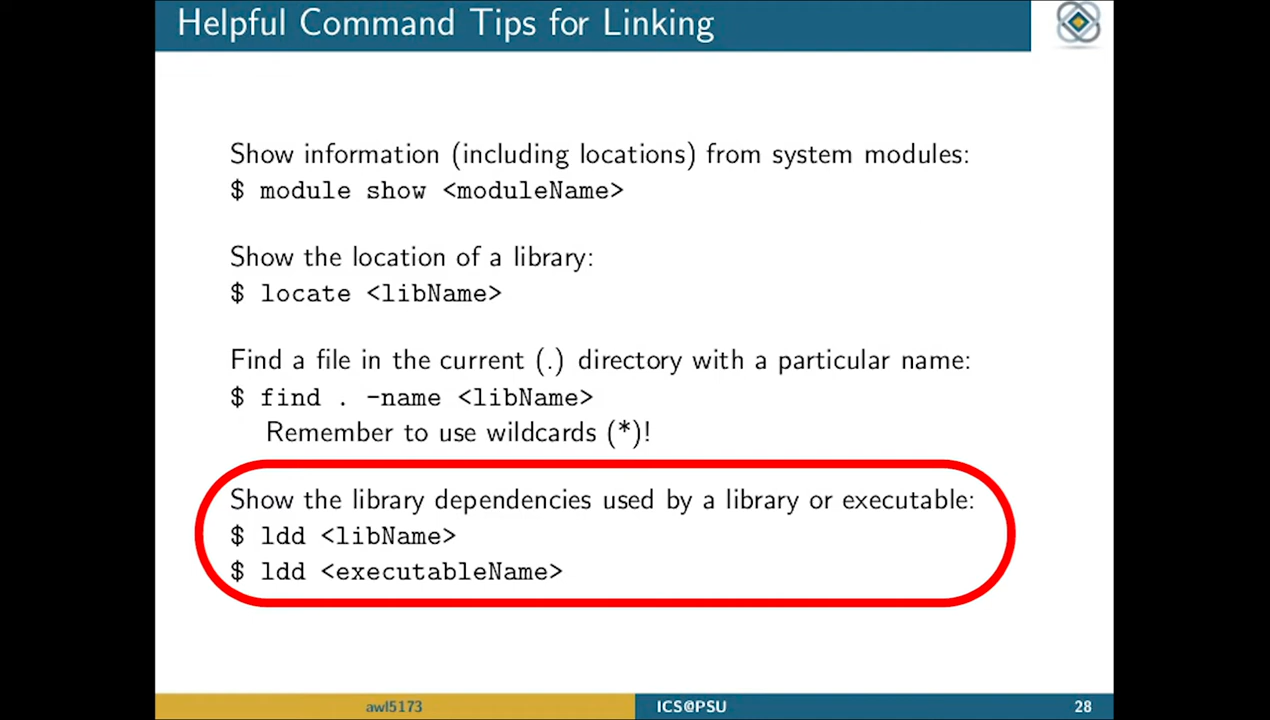 Helpful Command Tips for Linking
Show information (including locations) from system modules:
$ module show <moduleName>
Show the location of a library:
$ locate <libName>
Find a file in the current (.) directory with a particular name:
$ find . -name <libName>
Remember to use wildcards (*)!
Show the library dependencies used by a library or executable:
$ ldd <libName>
$ ldd <executableName>
awl5173
ICS@PSU
28